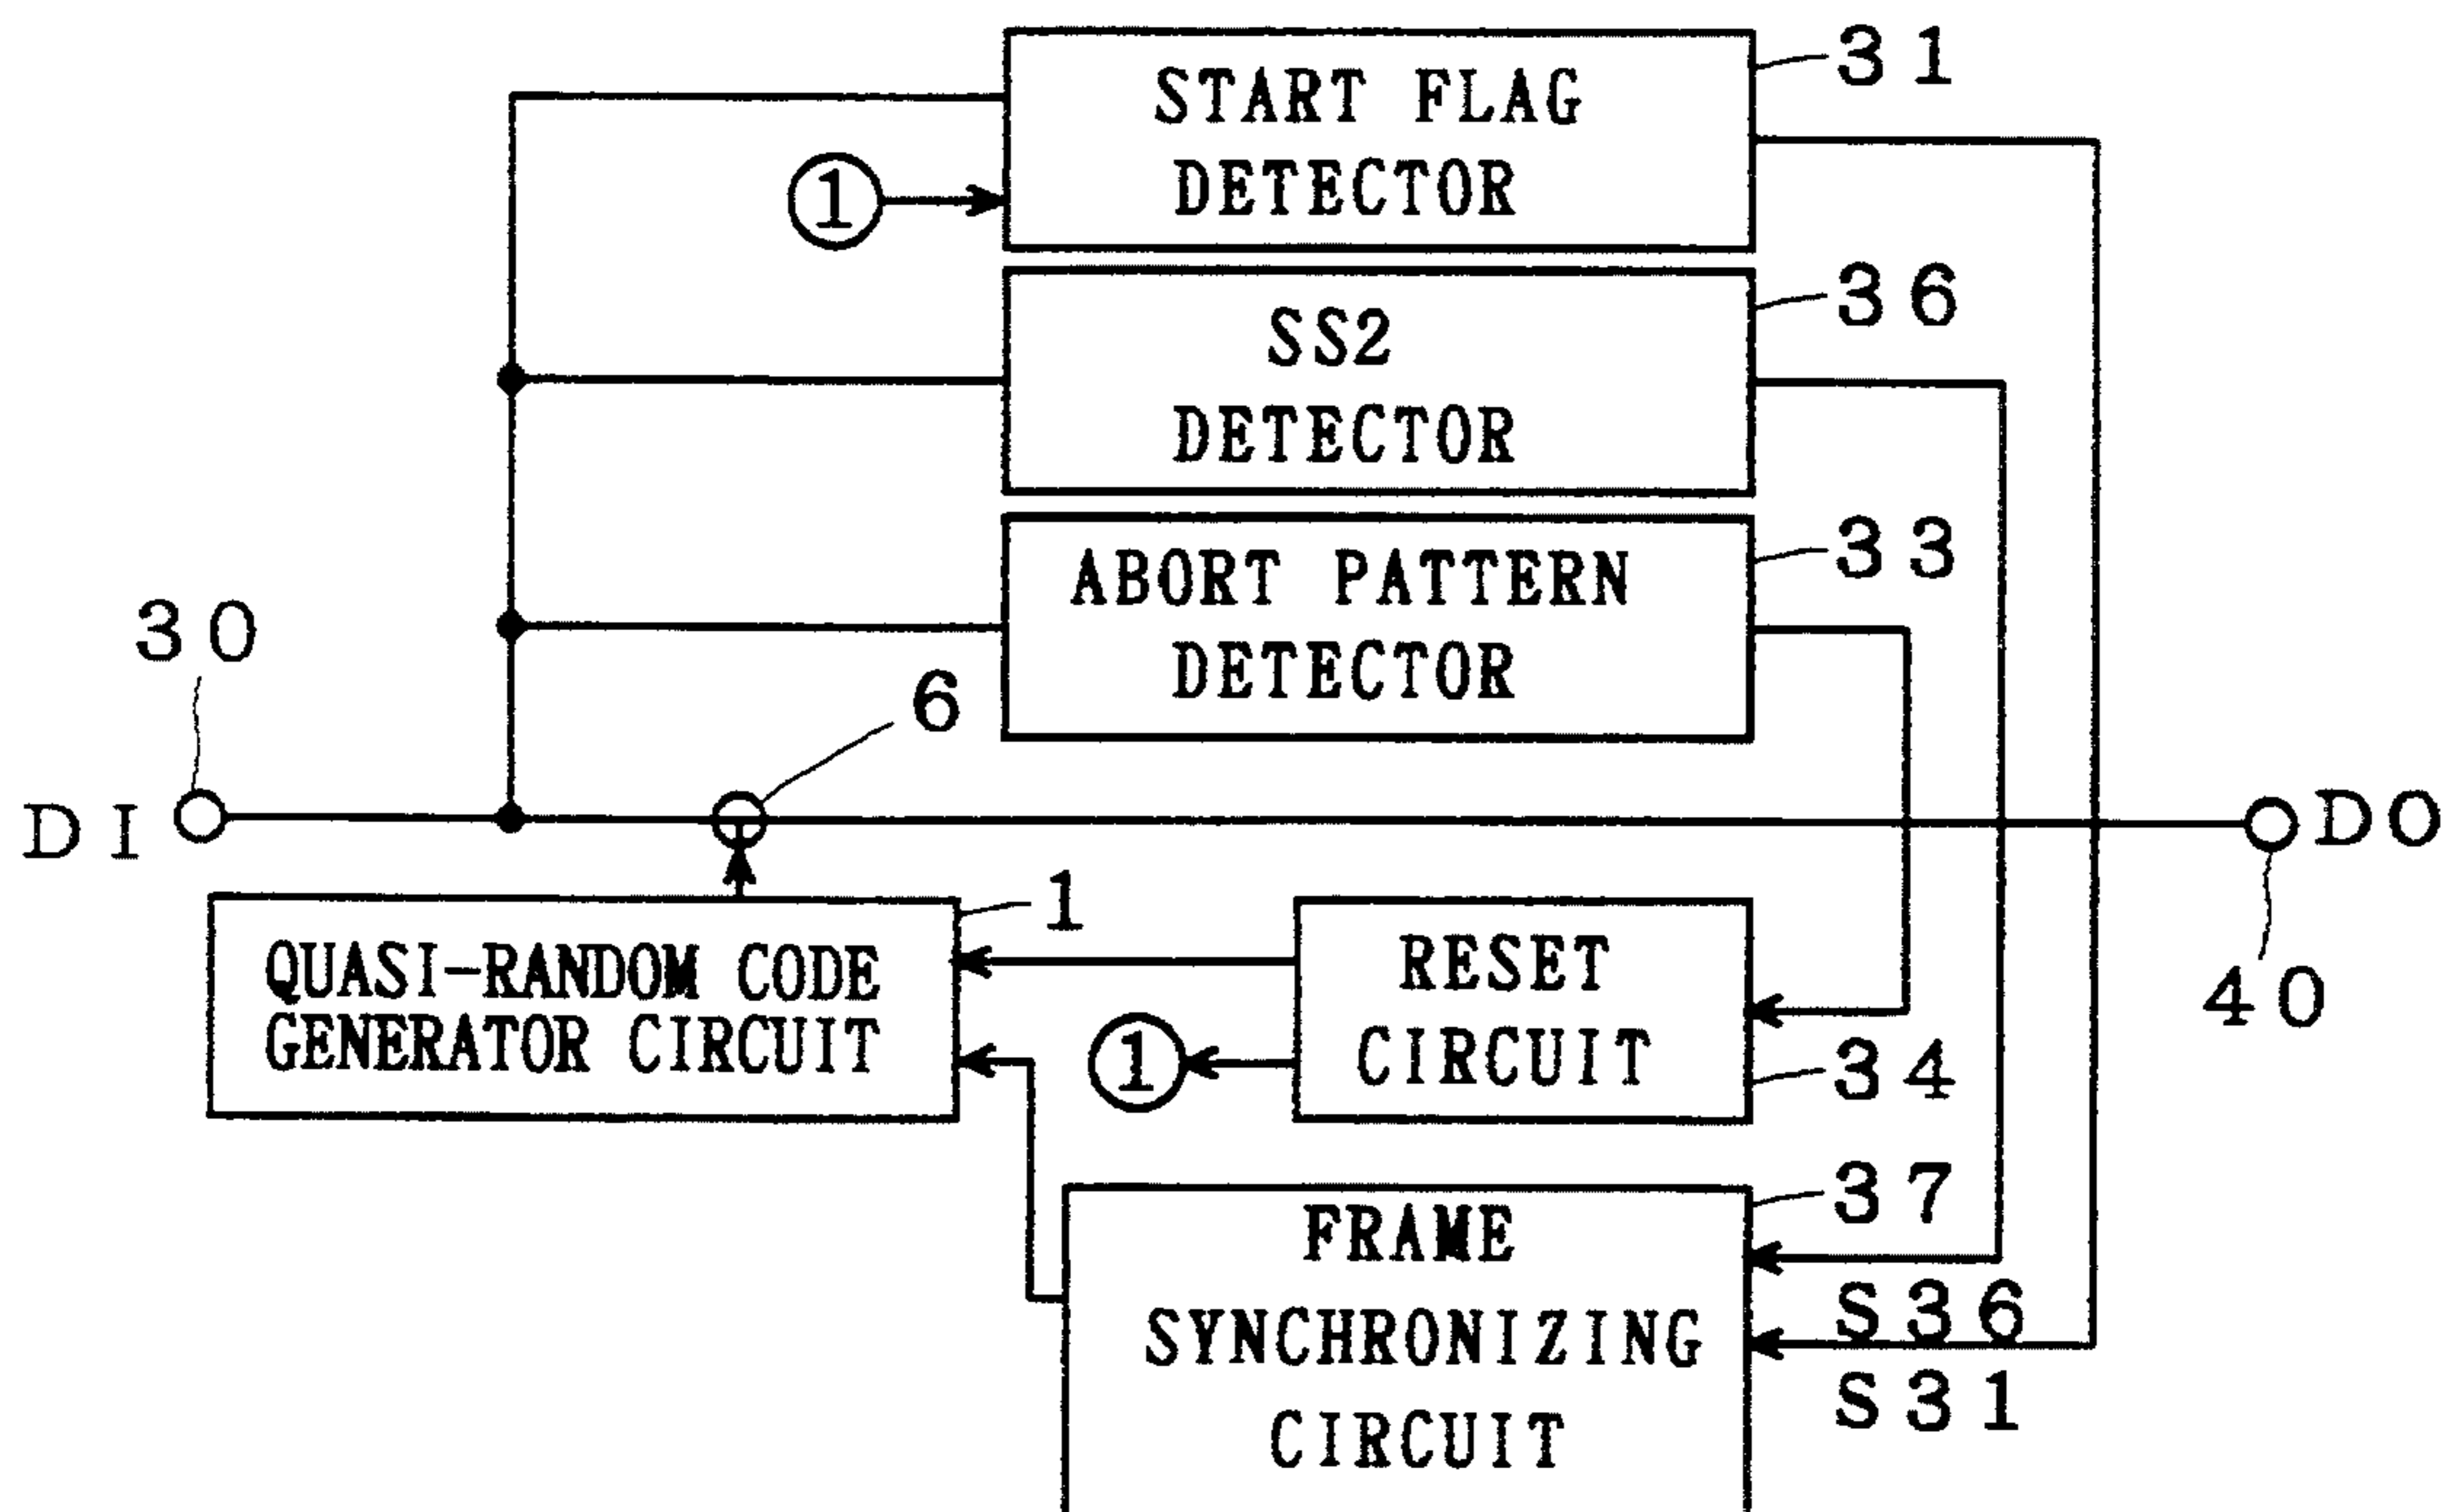 START FLAG
DETECTOR
31
①
SS2
DETECTOR
36
ABORT PATTERN
DETECTOR
33
30
6
DI
DO
40
1
QUASI-RANDOM CODE
GENERATOR CIRCUIT
RESET
CIRCUIT
34
①
FRAME
SYNCHRONIZING
CIRCUIT
37
S36
S31